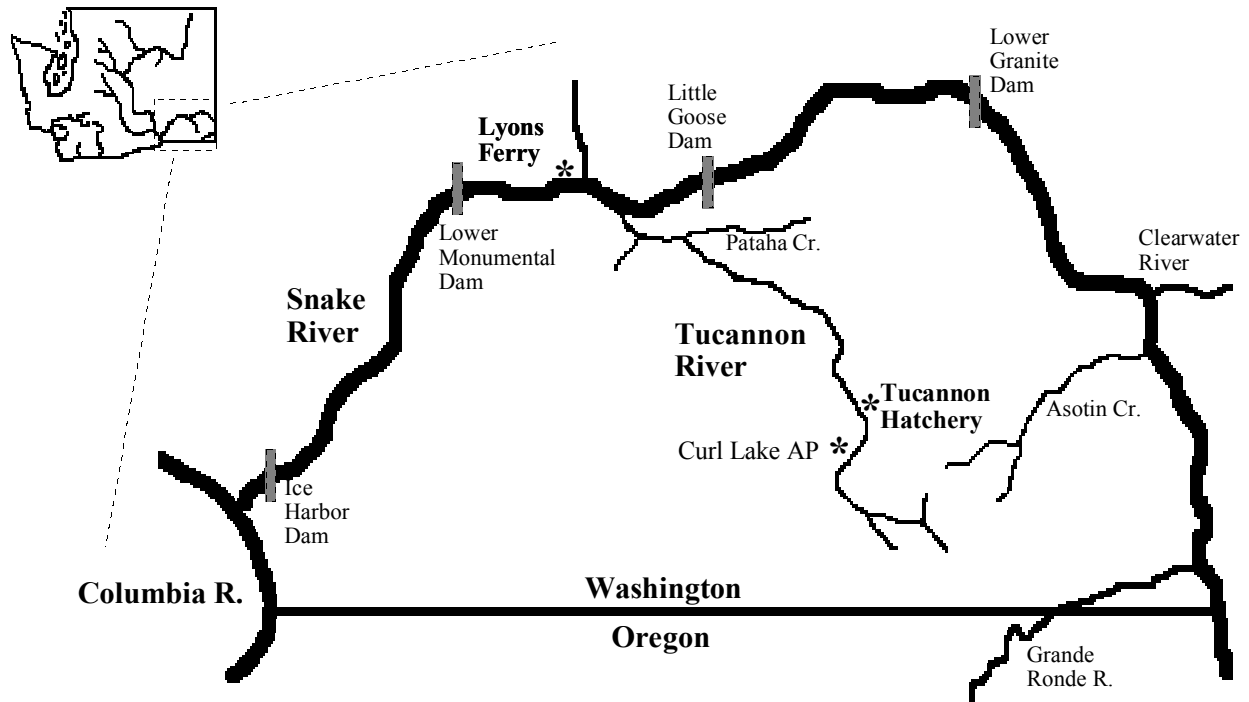 Lower
Granite
Dam
Little
Goose
Dam
Lyons
Ferry
*
Lower
Monumental
Dam
Pataha Cr.
Clearwater
River
Snake
River
Tucannon
River
*
Tucannon
Hatchery
Asotin Cr.
Curl Lake AP *
Ice
Harbor
Dam
Columbia R.
Washington
Oregon
Grande
Ronde R.